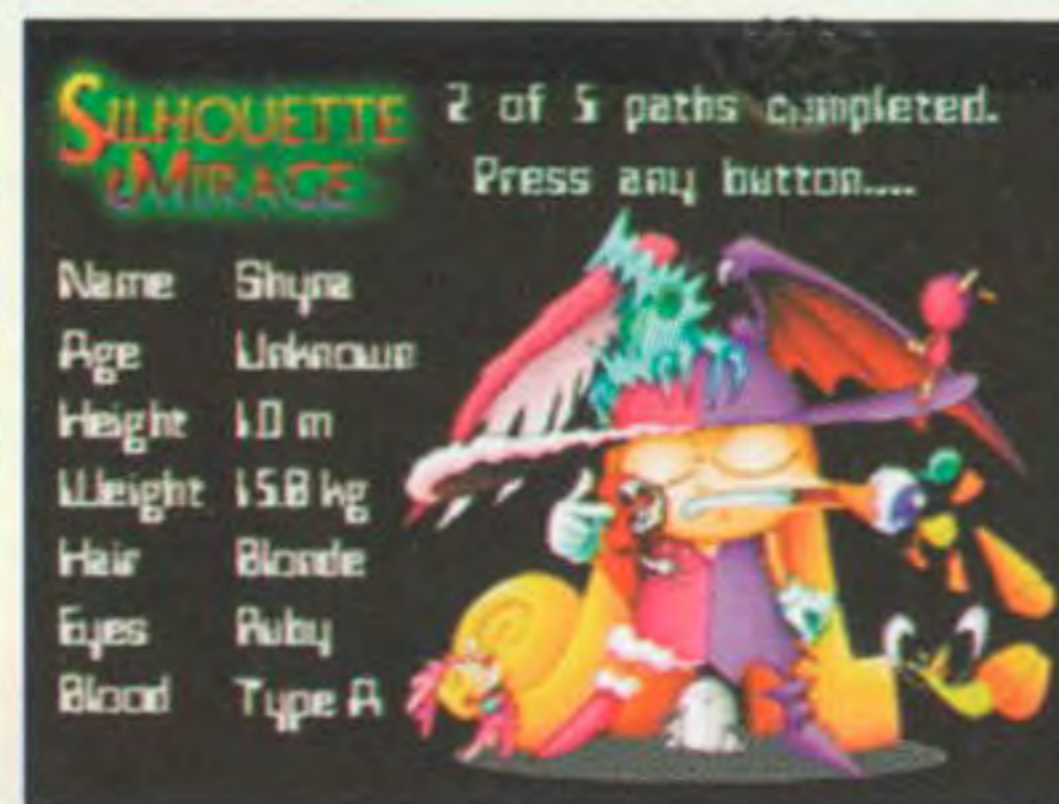 SILHOUETTE
MIRAGE
2 of 5 paths completed.
Press any button....
Name Shyna
Age Unknown
Height 1.0 m
Weight 15.8 kg
Hair Blonde
Eyes Ruby
Blood Type A